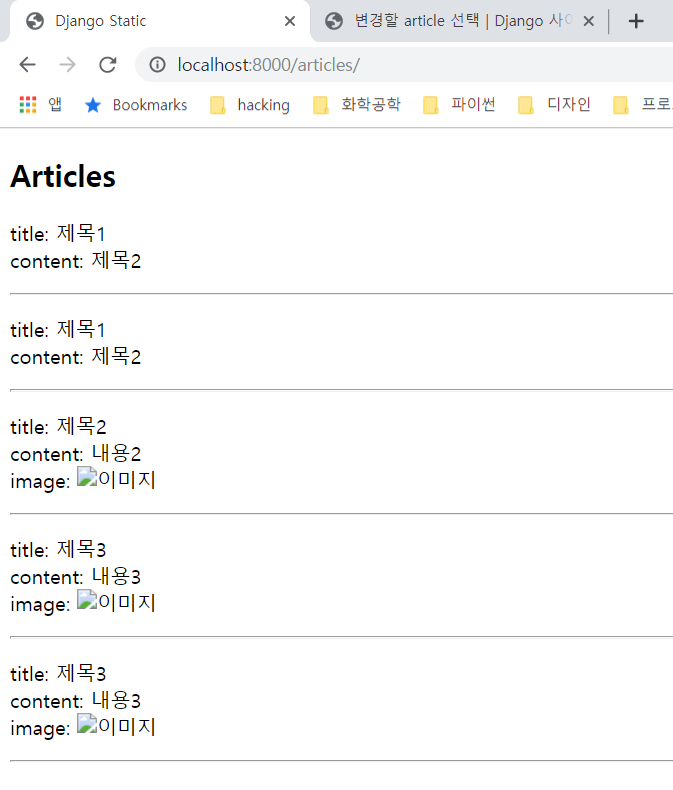 Django Static
변경할 article 선택 | Django 사이
localhost:8000/articles/
앱 Bookmarks hacking 화학공학 파이썬 디자인 프로
Articles
title: 제목1
content: 제목2
title: 제목1
content: 제목2
title: 제목2
content: 내용2
image: 이미지
title: 제목3
content: 내용3
image: 이미지
title: 제목3
content: 내용3
image: 이미지